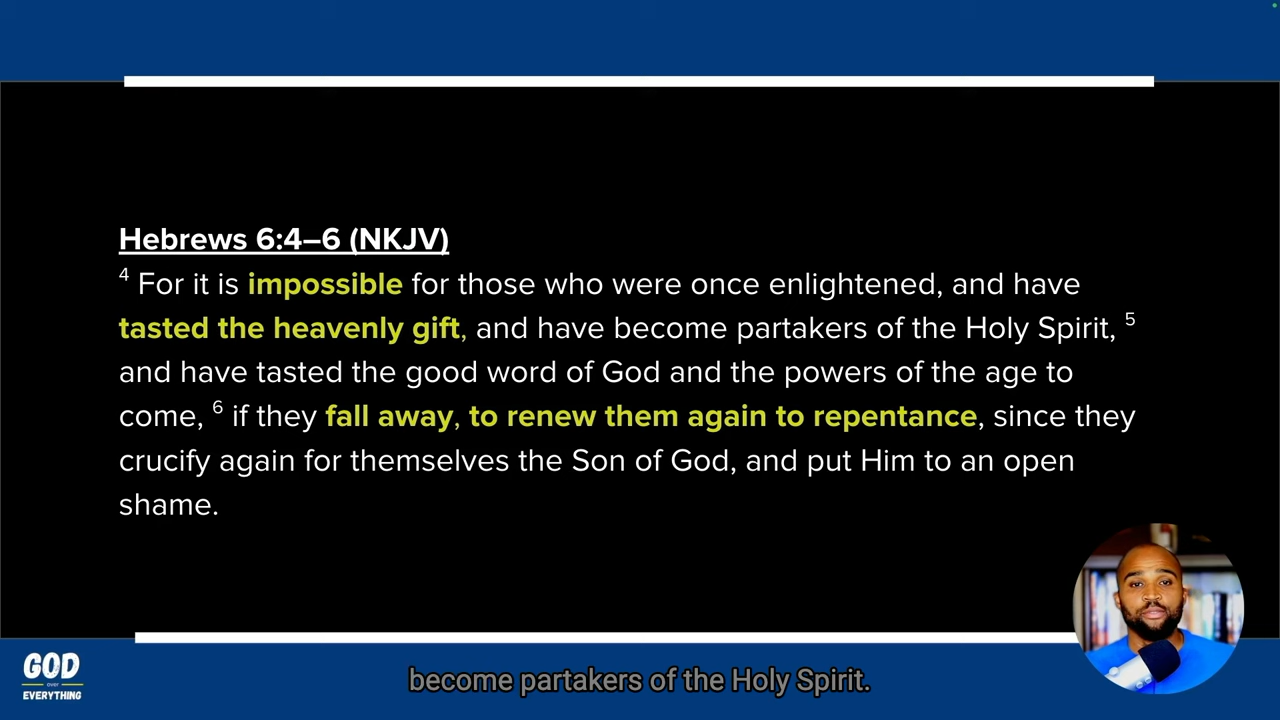 Hebrews 6:4–6 (NKJV)
4 For it is impossible for those who were once enlightened, and have
tasted the heavenly gift, and have become partakers of the Holy Spirit, 5
and have tasted the good word of God and the powers of the age to
come, 6 if they fall away, to renew them again to repentance, since they
crucify again for themselves the Son of God, and put Him to an open
shame.
GOD
over
EVERYTHING
become partakers of the Holy Spirit.